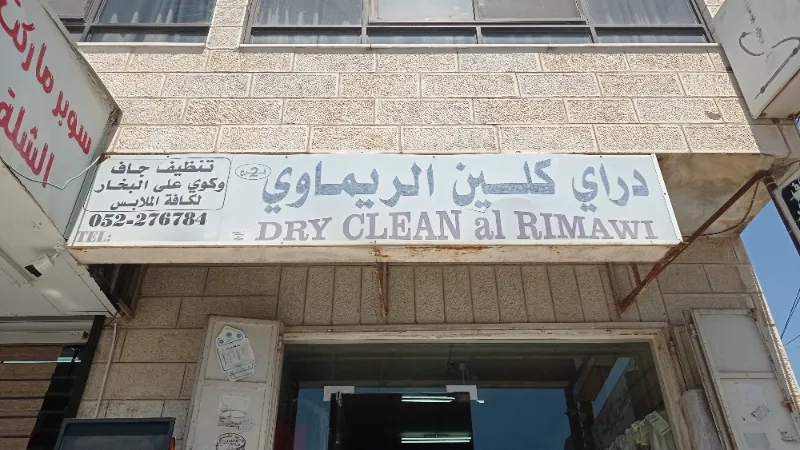 سوبر ماركت
الشلة
تنظيف جاف
وكوي على البخار
لكافة الملابس
052-276784
TEL:
دراي كلين الريماوي
DRY CLEAN al RIMAWI